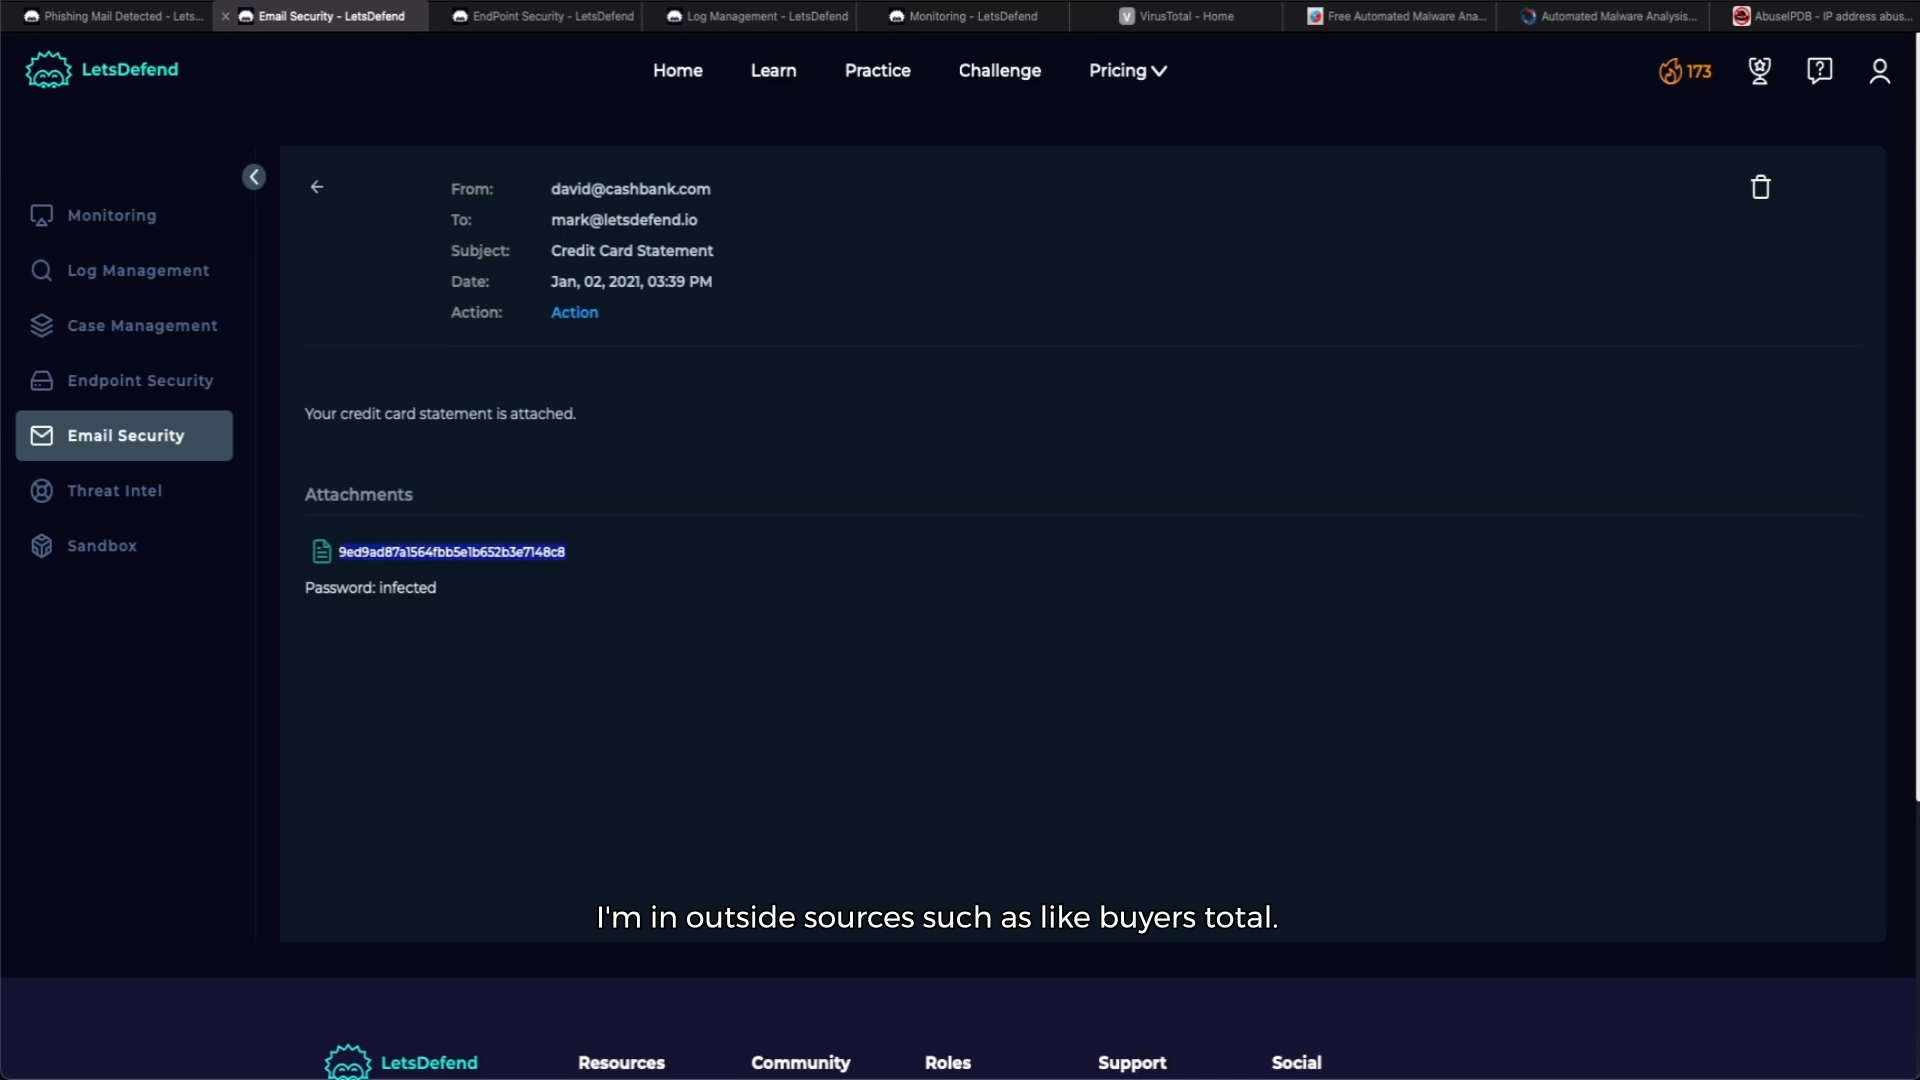 Phishing Mail Detected - Lets...
Email Security - LetsDefend
EndPoint Security - LetsDefend
Log Management - LetsDefend
Monitoring - LetsDefend
VirusTotal - Home
Free Automated Malware Ana...
Automated Malware Analysis...
AbuseIPDB - IP address abus...
LetsDefend
Home
Learn
Practice
Challenge
Pricing
173
Monitoring
Log Management
Case Management
Endpoint Security
Email Security
Threat Intel
Sandbox
From: david@cashbank.com
To: mark@letsdefend.io
Subject: Credit Card Statement
Date: Jan, 02, 2021, 03:39 PM
Action: Action
Your credit card statement is attached.
Attachments
9ed9ad87a1564fbb5e1b652b3e7148c8
Password: infected
I'm in outside sources such as like buyers total.
LetsDefend
Resources
Community
Roles
Support
Social